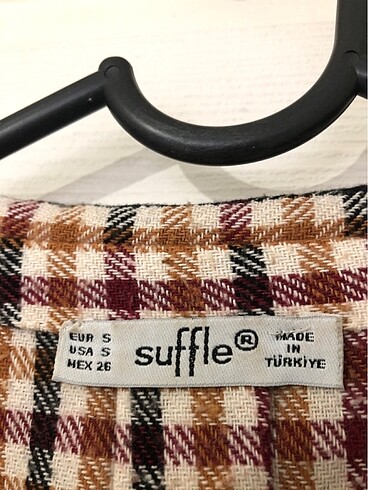 EUR S
USA S
MEX 26
suffle®
MADE
IN
TÜRKİYE